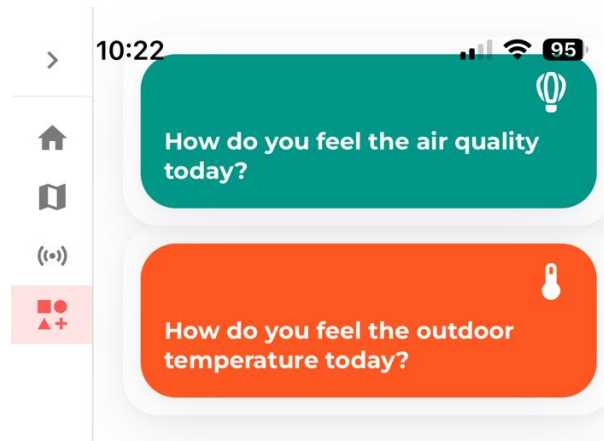 10:22 95
How do you feel the air quality
today?
How do you feel the outdoor
temperature today?